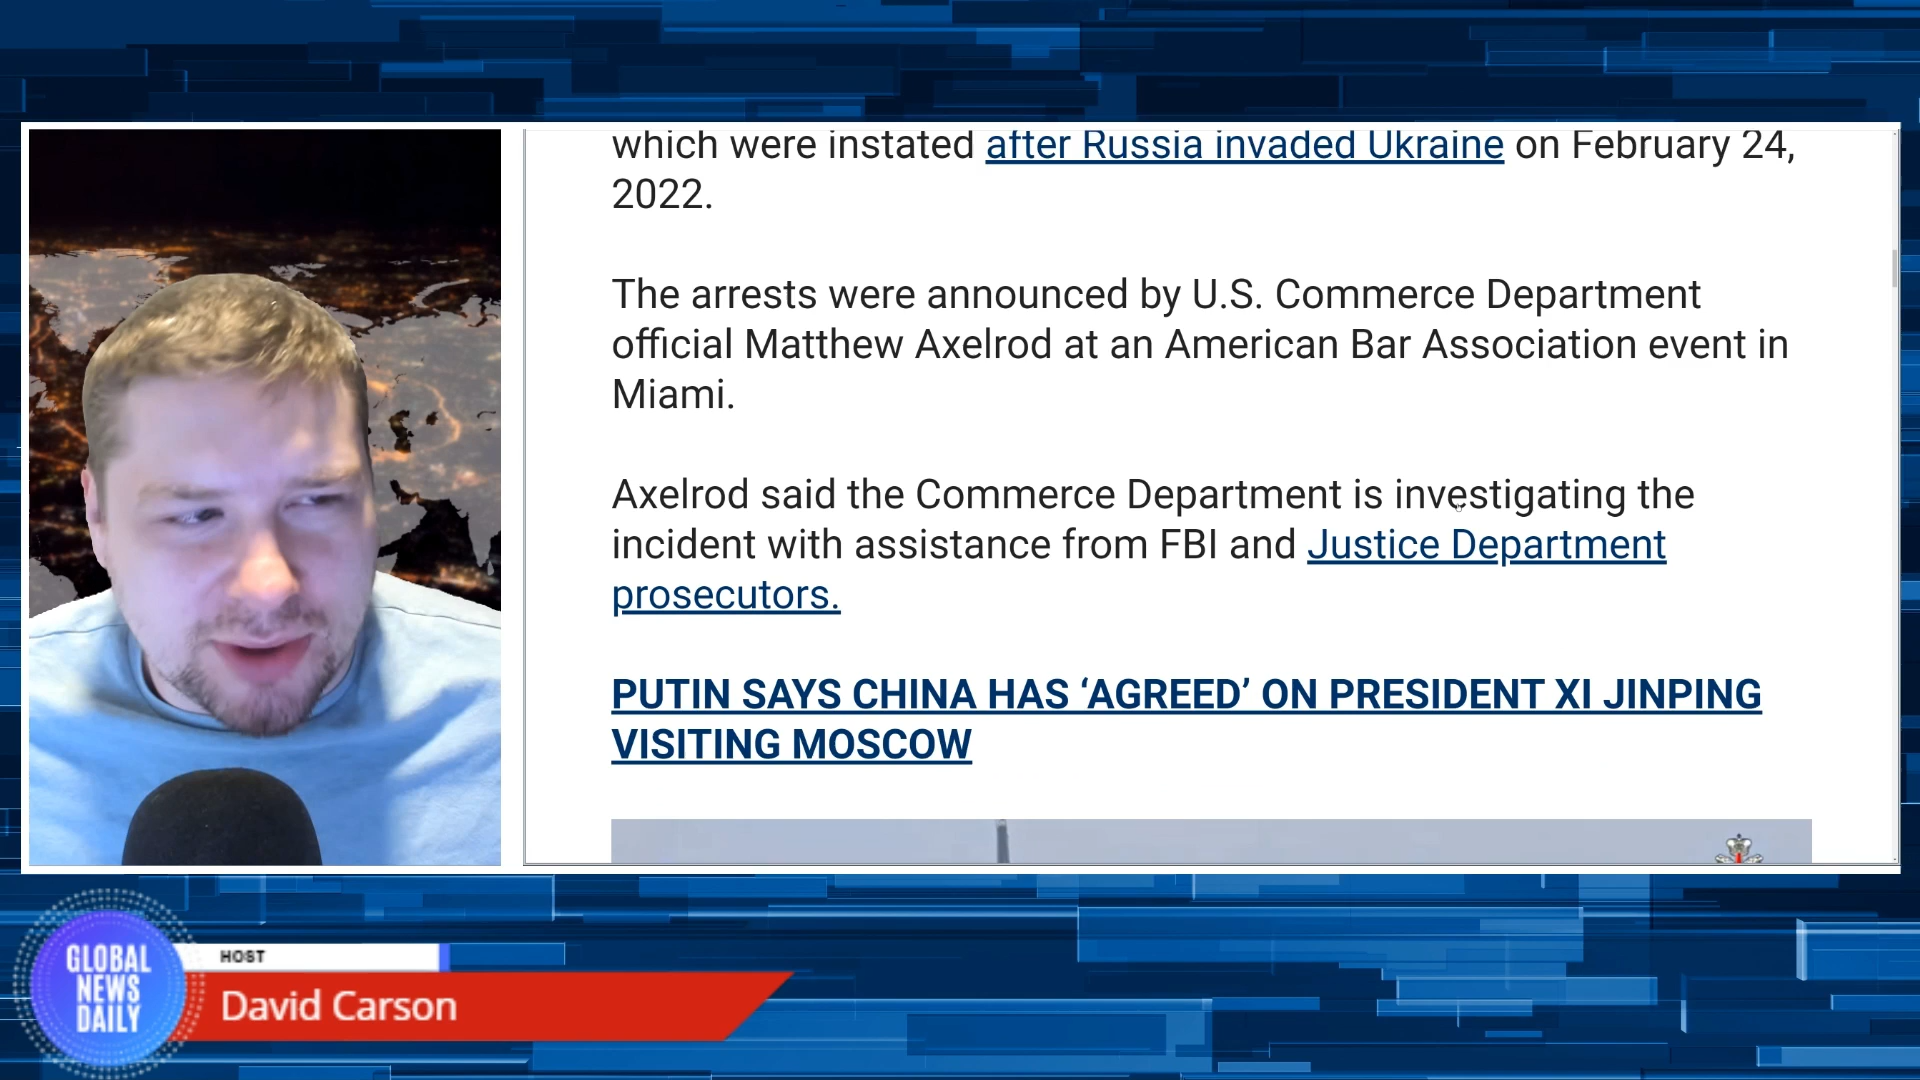 which were instated after Russia invaded Ukraine on February 24,
2022.
The arrests were announced by U.S. Commerce Department
official Matthew Axelrod at an American Bar Association event in
Miami.
Axelrod said the Commerce Department is investigating the
incident with assistance from FBI and Justice Department
prosecutors.
PUTIN SAYS CHINA HAS ‘AGREED’ ON PRESIDENT XI JINPING
VISITING MOSCOW
GLOBAL
NEWS
DAILY
HOST
David Carson